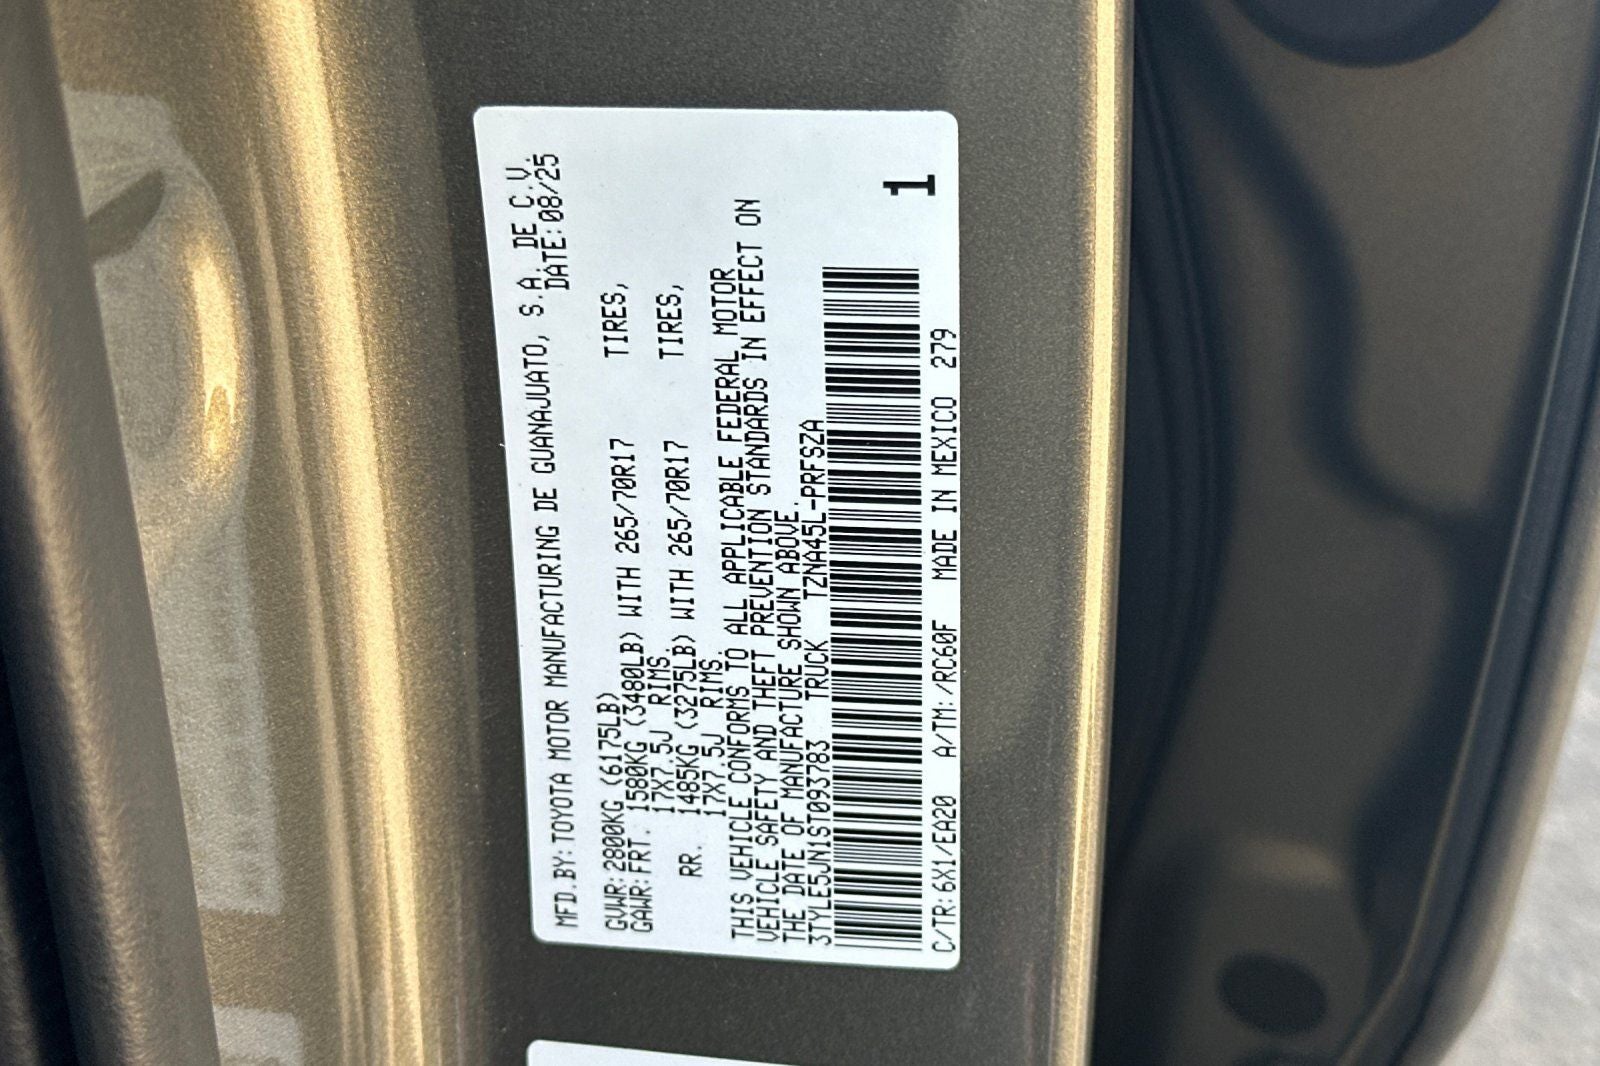 MFD.BY:TOYOTA MOTOR MANUFACTURING DE GUANAJUATO, S.A. DE C.V.
DATE:08/25
GVWR:2800KG (6175LB)
GAWR:FRT. 1580KG (3480LB) WITH 265/70R17 TIRES,
17X7.5J RIMS.
RR. 1485KG (3275LB) WITH 265/70R17 TIRES,
17X7.5J RIMS.
THIS VEHICLE CONFORMS TO ALL APPLICABLE FEDERAL MOTOR
VEHICLE SAFETY AND THEFT PREVENTION STANDARDS IN EFFECT ON
THE DATE OF MANUFACTURE SHOWN ABOVE.
3TYLE5JN1ST093783 TRUCK TZNA45L-PRFSZA
1
C/TR:6X1/EA20 A/TM:/RC60F MADE IN MEXICO 279